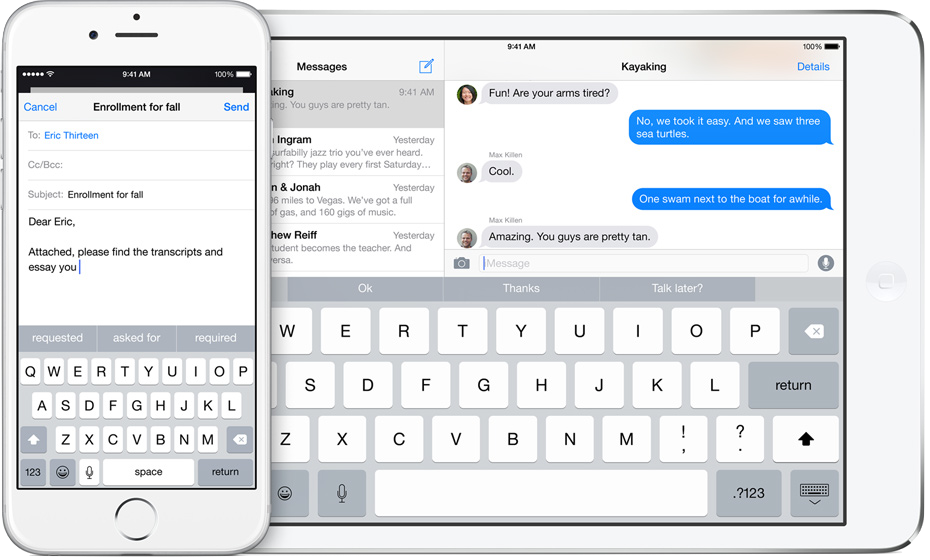 9:41 AM
100%
Cancel
Enrollment for fall
Send
To: Eric Thirteen
Cc/Bcc:
Subject: Enrollment for fall
Dear Eric,
Attached, please find the transcripts and
essay you
requested asked for required
Q W E R T Y U I O P
A S D F G H J K L
Z X C V B N M
123 space return
9:41 AM
100%
Messages
aking 9:41 AM
ng. You guys are pretty tan.
Ingram Yesterday
urfabilly jazz trio you've ever heard.
right? They play every first Saturday…
n & Jonah Yesterday
96 miles to Vegas. We've got a full
of gas, and 160 gigs of music.
hew Reiff Yesterday
student becomes the teacher. And
versa.
Kayaking
Details
Fun! Are your arms tired?
No, we took it easy. And we saw three
sea turtles.
Max Killen
Cool.
One swam next to the boat for awhile.
Max Killen
Amazing. You guys are pretty tan.
Message
Ok Thanks Talk later?
W E R T Y U I O P
S D F G H J K L return
Z X C V B N M ! , ? .
.?123